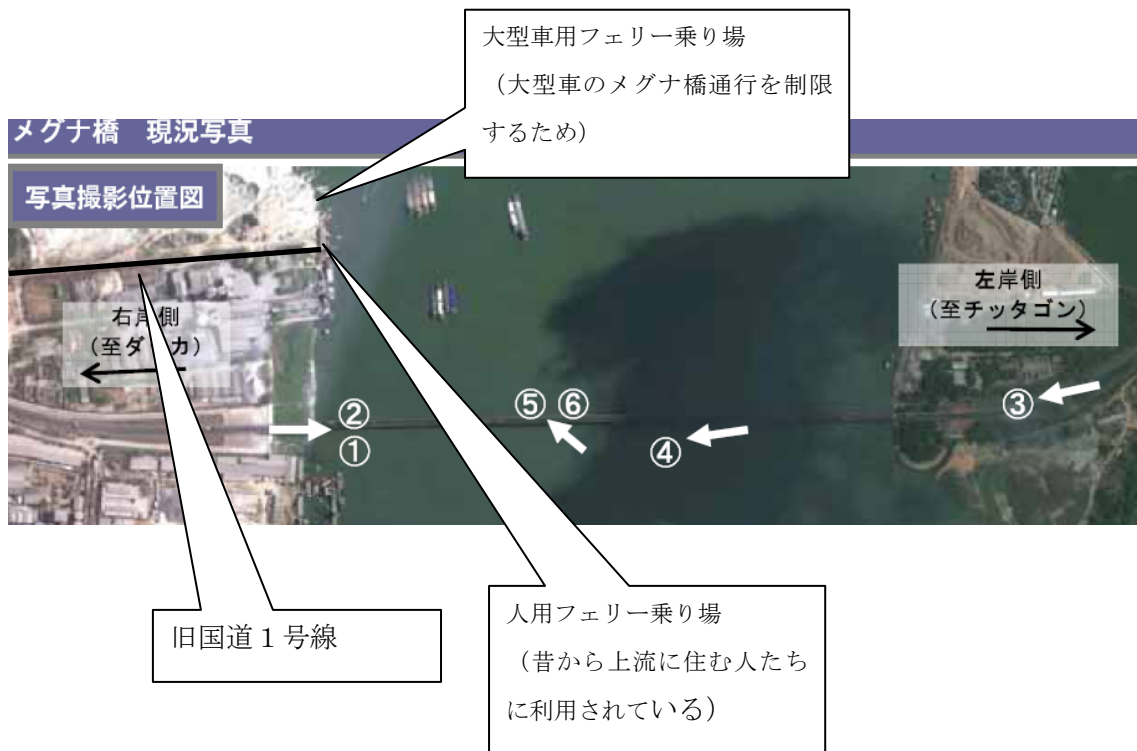 大型車用フェリー乗り場
（大型車のメグナ橋通行を制限
するため）
メグナ橋　現況写真
写真撮影位置図
右岸側
（至ダッカ）
左岸側
（至チッタゴン）
②
①
⑤ ⑥
④
③
旧国道１号線
人用フェリー乗り場
（昔から上流に住む人たち
に利用されている）